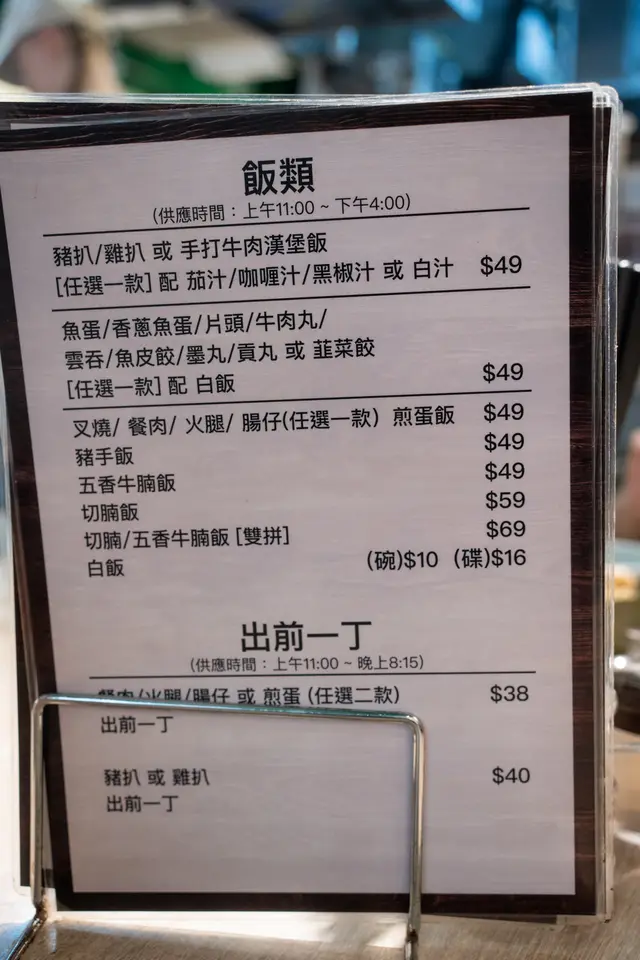 飯類
(供應時間：上午11:00 ~ 下午4:00)
豬扒/雞扒 或 手打牛肉漢堡飯
[任選一款] 配 茄汁/咖喱汁/黑椒汁 或 白汁 $49
魚蛋/香蔥魚蛋/片頭/牛肉丸/
雲吞/魚皮餃/墨丸/貢丸 或 韮菜餃
[任選一款] 配 白飯 $49
叉燒/ 餐肉/ 火腿/ 腸仔(任選一款) 煎蛋飯 $49
豬手飯 $49
五香牛腩飯 $49
切腩飯 $59
切腩/五香牛腩飯 [雙拼] $69
白飯 (碗)$10 (碟)$16
出前一丁
(供應時間：上午11:00 ~ 晚上8:15)
餐肉/火腿/腸仔 或 煎蛋 (任選二款) $38
出前一丁
豬扒 或 雞扒 $40
出前一丁